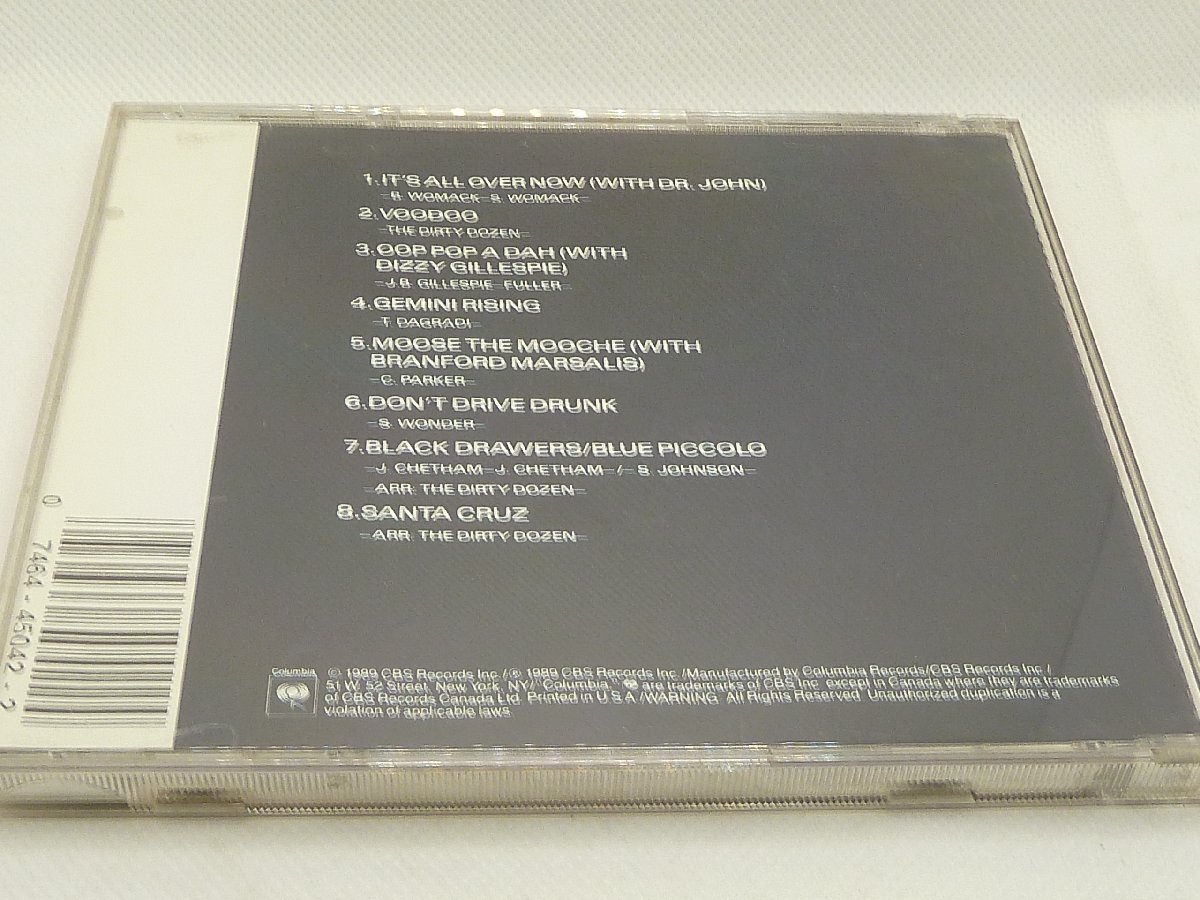 1.IT'S ALL OVER NOW (WITH DR. JOHN)
–B. WOMACK–S. WOMACK–
2.VOODOO
–THE DIRTY DOZEN–
3.OOP POP A DAH (WITH
DIZZY GILLESPIE)
–J.B. GILLESPIE–FULLER–
4.GEMINI RISING
–T. DAGRADI–
5.MOOSE THE MOOCHE (WITH
BRANFORD MARSALIS)
–C. PARKER–
6.DON'T DRIVE DRUNK
–S. WONDER–
7.BLACK DRAWERS/BLUE PICCOLO
–J. CHETHAM–J. CHETHAM–/–S. JOHNSON–
–ARR. THE DIRTY DOZEN–
8.SANTA CRUZ
–ARR. THE DIRTY DOZEN–
0 7464-45042-2
Columbia
© 1989 CBS Records Inc./℗ 1989 CBS Records Inc./Manufactured by Columbia Records/CBS Records Inc./
51 W. 52 Street, New York, NY/"Columbia," are trademarks of CBS Inc. except in Canada where they are trademarks
of CBS Records Canada Ltd. Printed in U.S.A./WARNING: All Rights Reserved. Unauthorized duplication is a
violation of applicable laws.